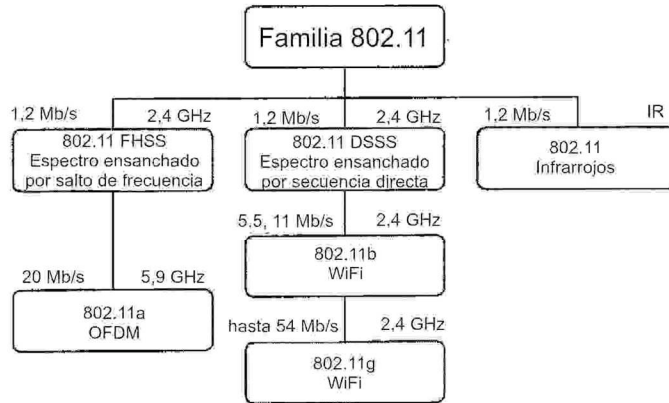 Familia 802.11
1,2 Mb/s 2,4 GHz 1,2 Mb/s 2,4 GHz 1,2 Mb/s IR
802.11 FHSS
Espectro ensanchado
por salto de frecuencia
802.11 DSSS
Espectro ensanchado
por secuencia directa
802.11
Infrarrojos
5,5, 11 Mb/s 2,4 GHz
802.11b
WiFi
20 Mb/s 5,9 GHz
802.11a
OFDM
hasta 54 Mb/s 2,4 GHz
802.11g
WiFi